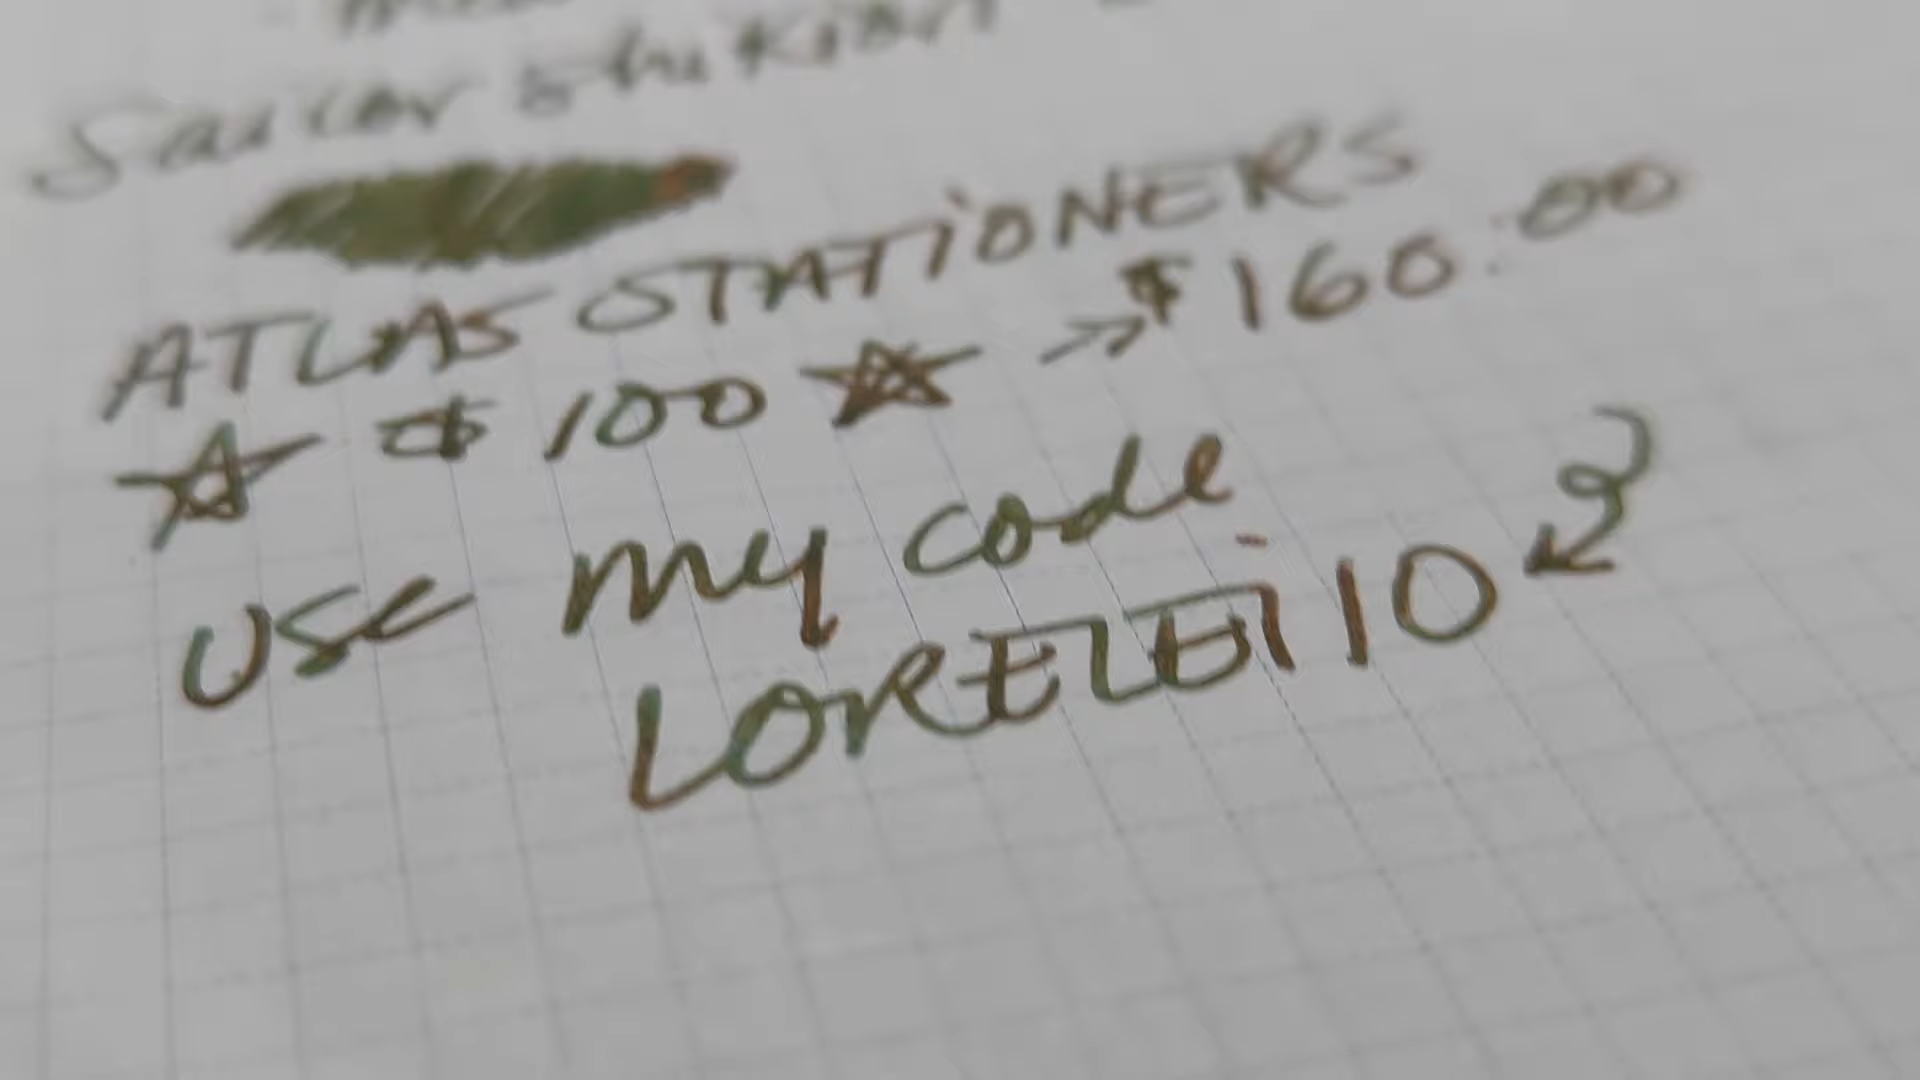 Sailor Shikiori
ATLAS STATiONERS
☆ $ 100 ☆ → $ 160.00
USE my code
LORELEi10